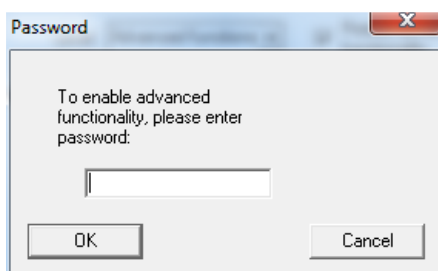 Password
To enable advanced
functionality, please enter
password:
OK
Cancel